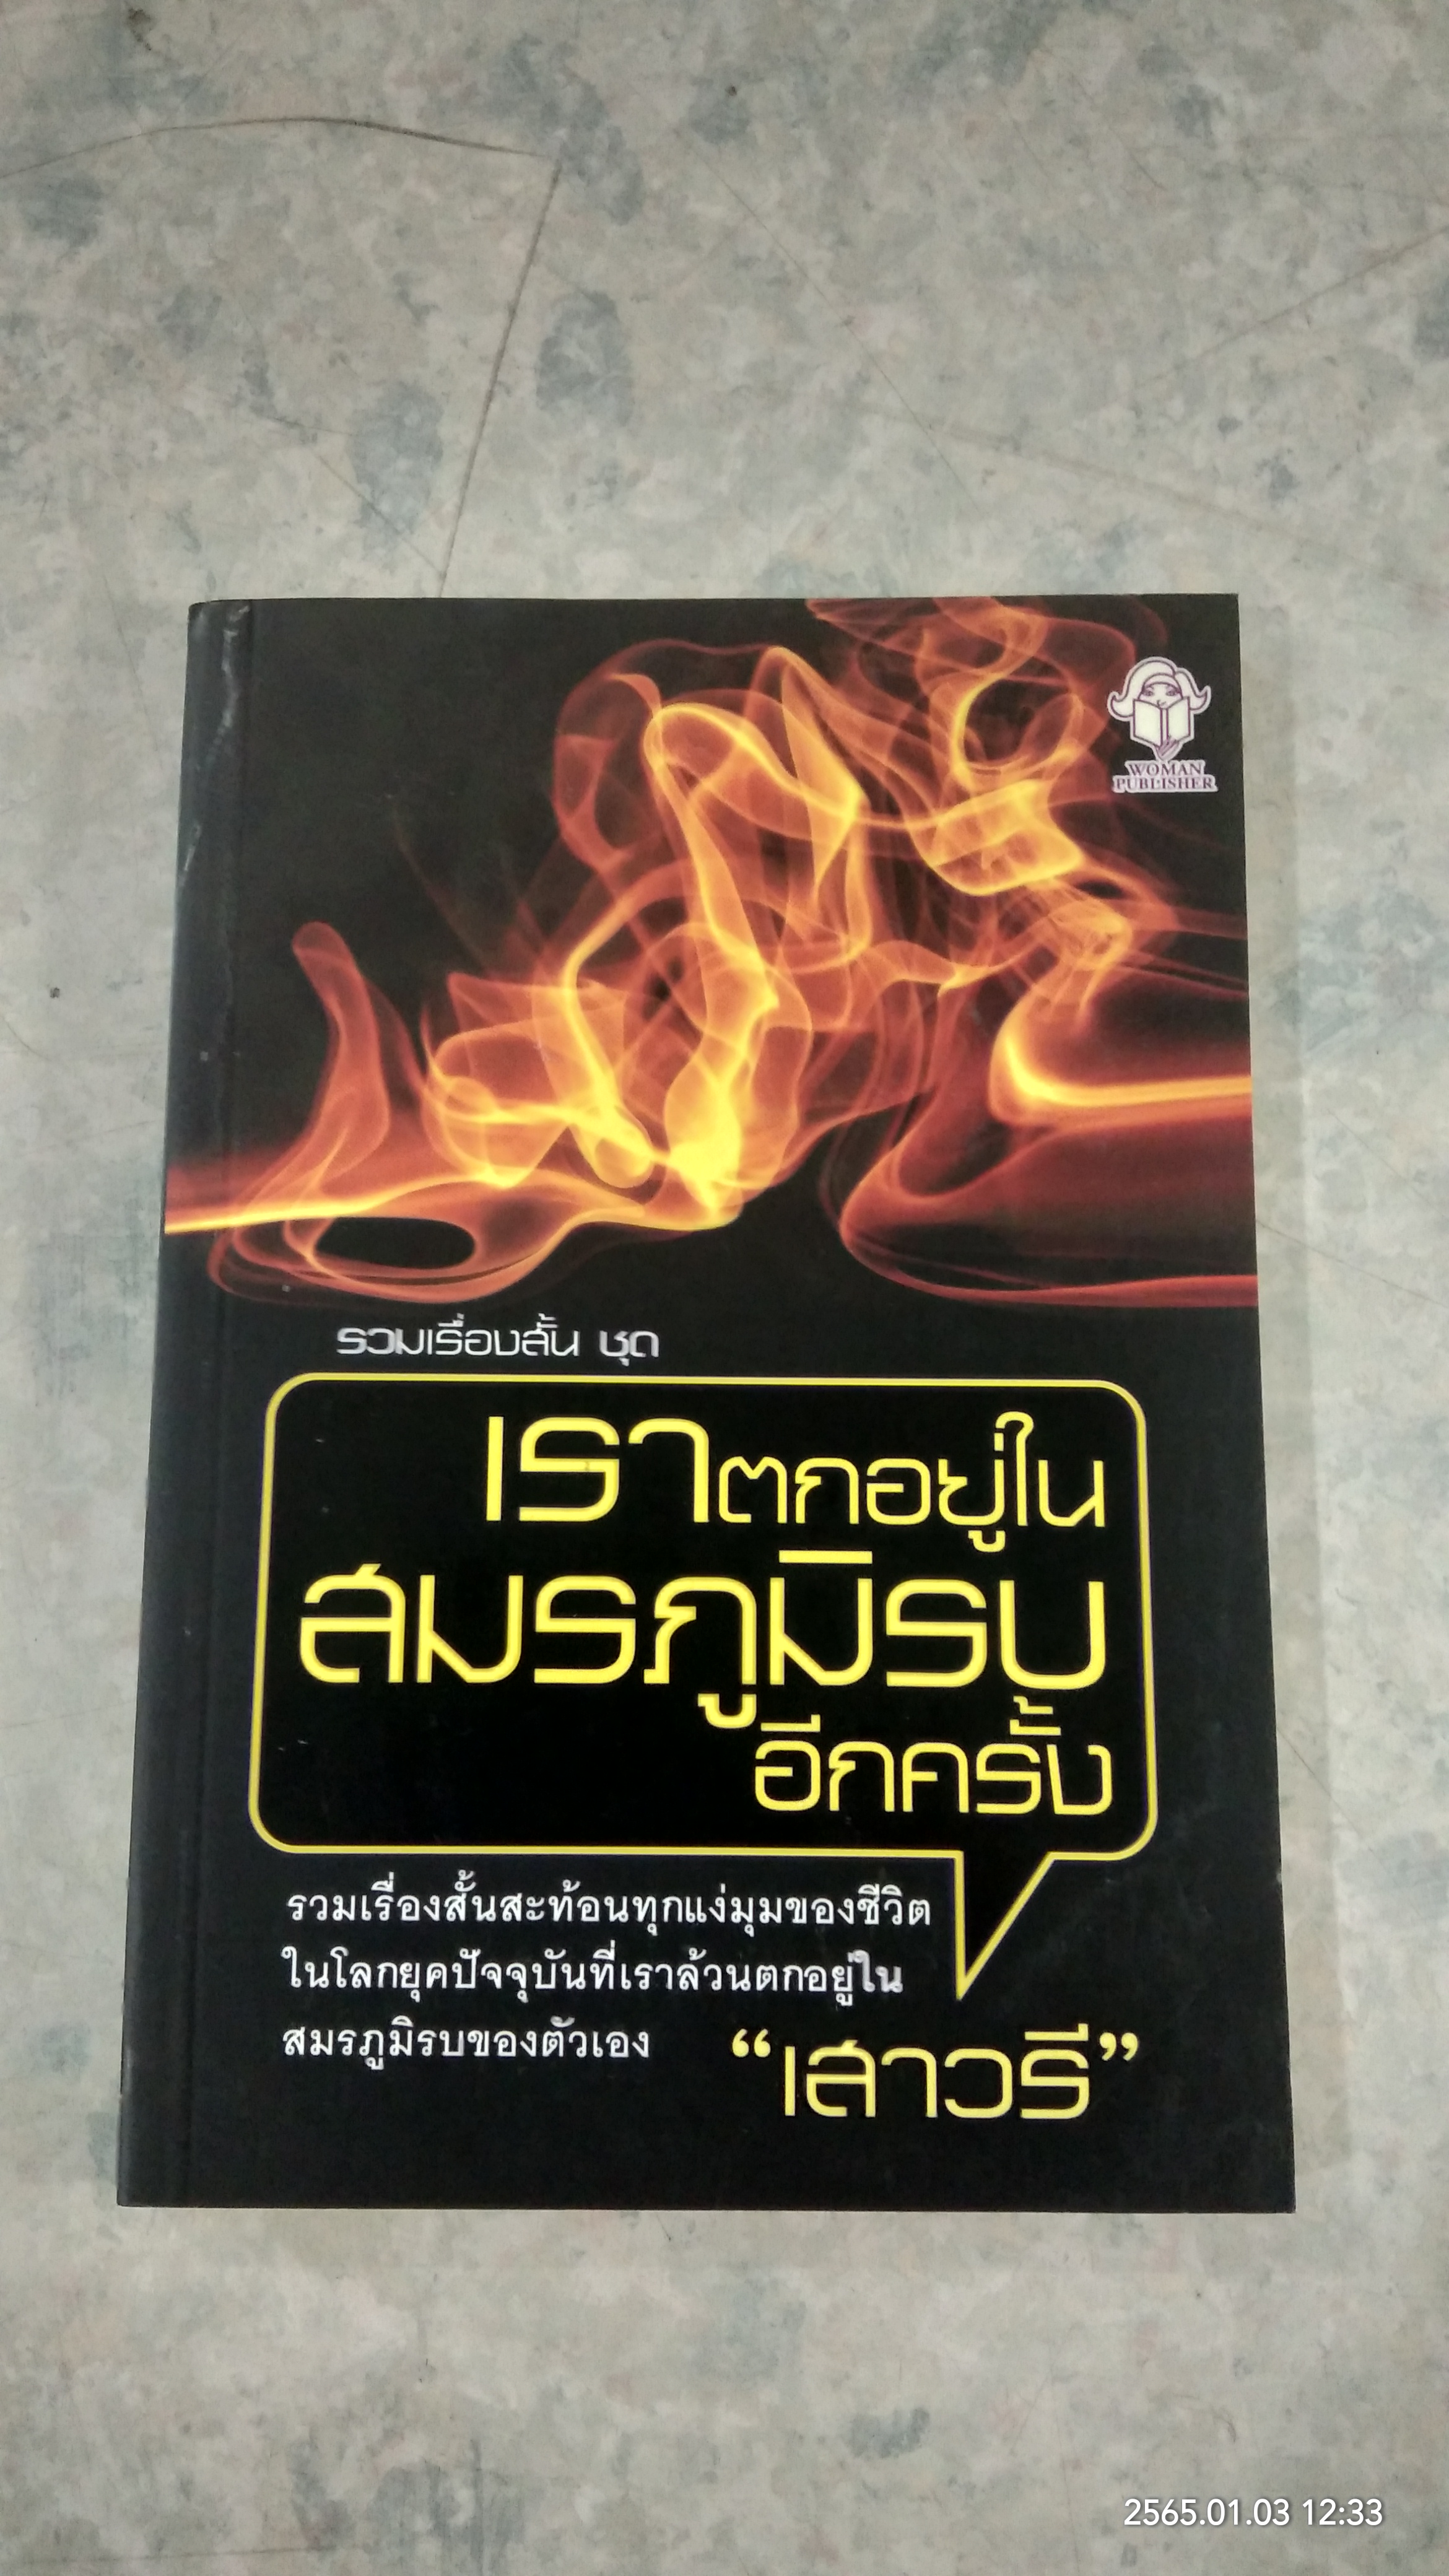 WOMAN
PUBLISHER
รวมเรื่องสั้น ชุด
เราตกอยู่ใน
สมรภูมิรบ
อีกครั้ง
รวมเรื่องสั้นสะท้อนทุกแง่มุมของชีวิต
ในโลกยุคปัจจุบันที่เราล้วนตกอยู่ใน
สมรภูมิรบของตัวเอง
“เสาวรี”
2565.01.03 12:33